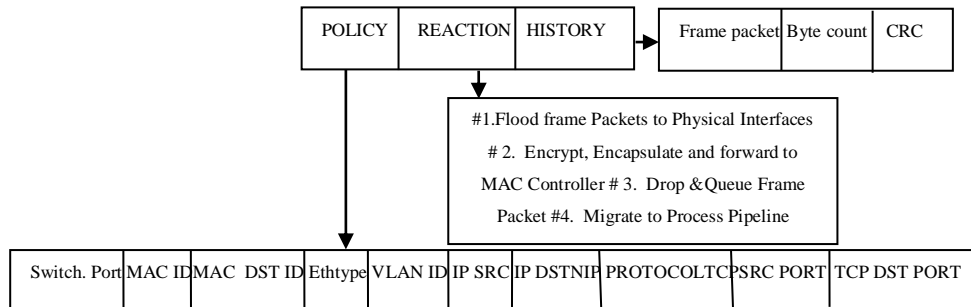 POLICY REACTION HISTORY Frame packet Byte count CRC
#1.Flood frame Packets to Physical Interfaces
# 2. Encrypt, Encapsulate and forward to
MAC Controller # 3. Drop &Queue Frame
Packet #4. Migrate to Process Pipeline
Switch. Port MAC ID MAC DST ID Ethtype VLAN ID IP SRC IP DSTNIP PROTOCOLTCPSRC PORT TCP DST PORT